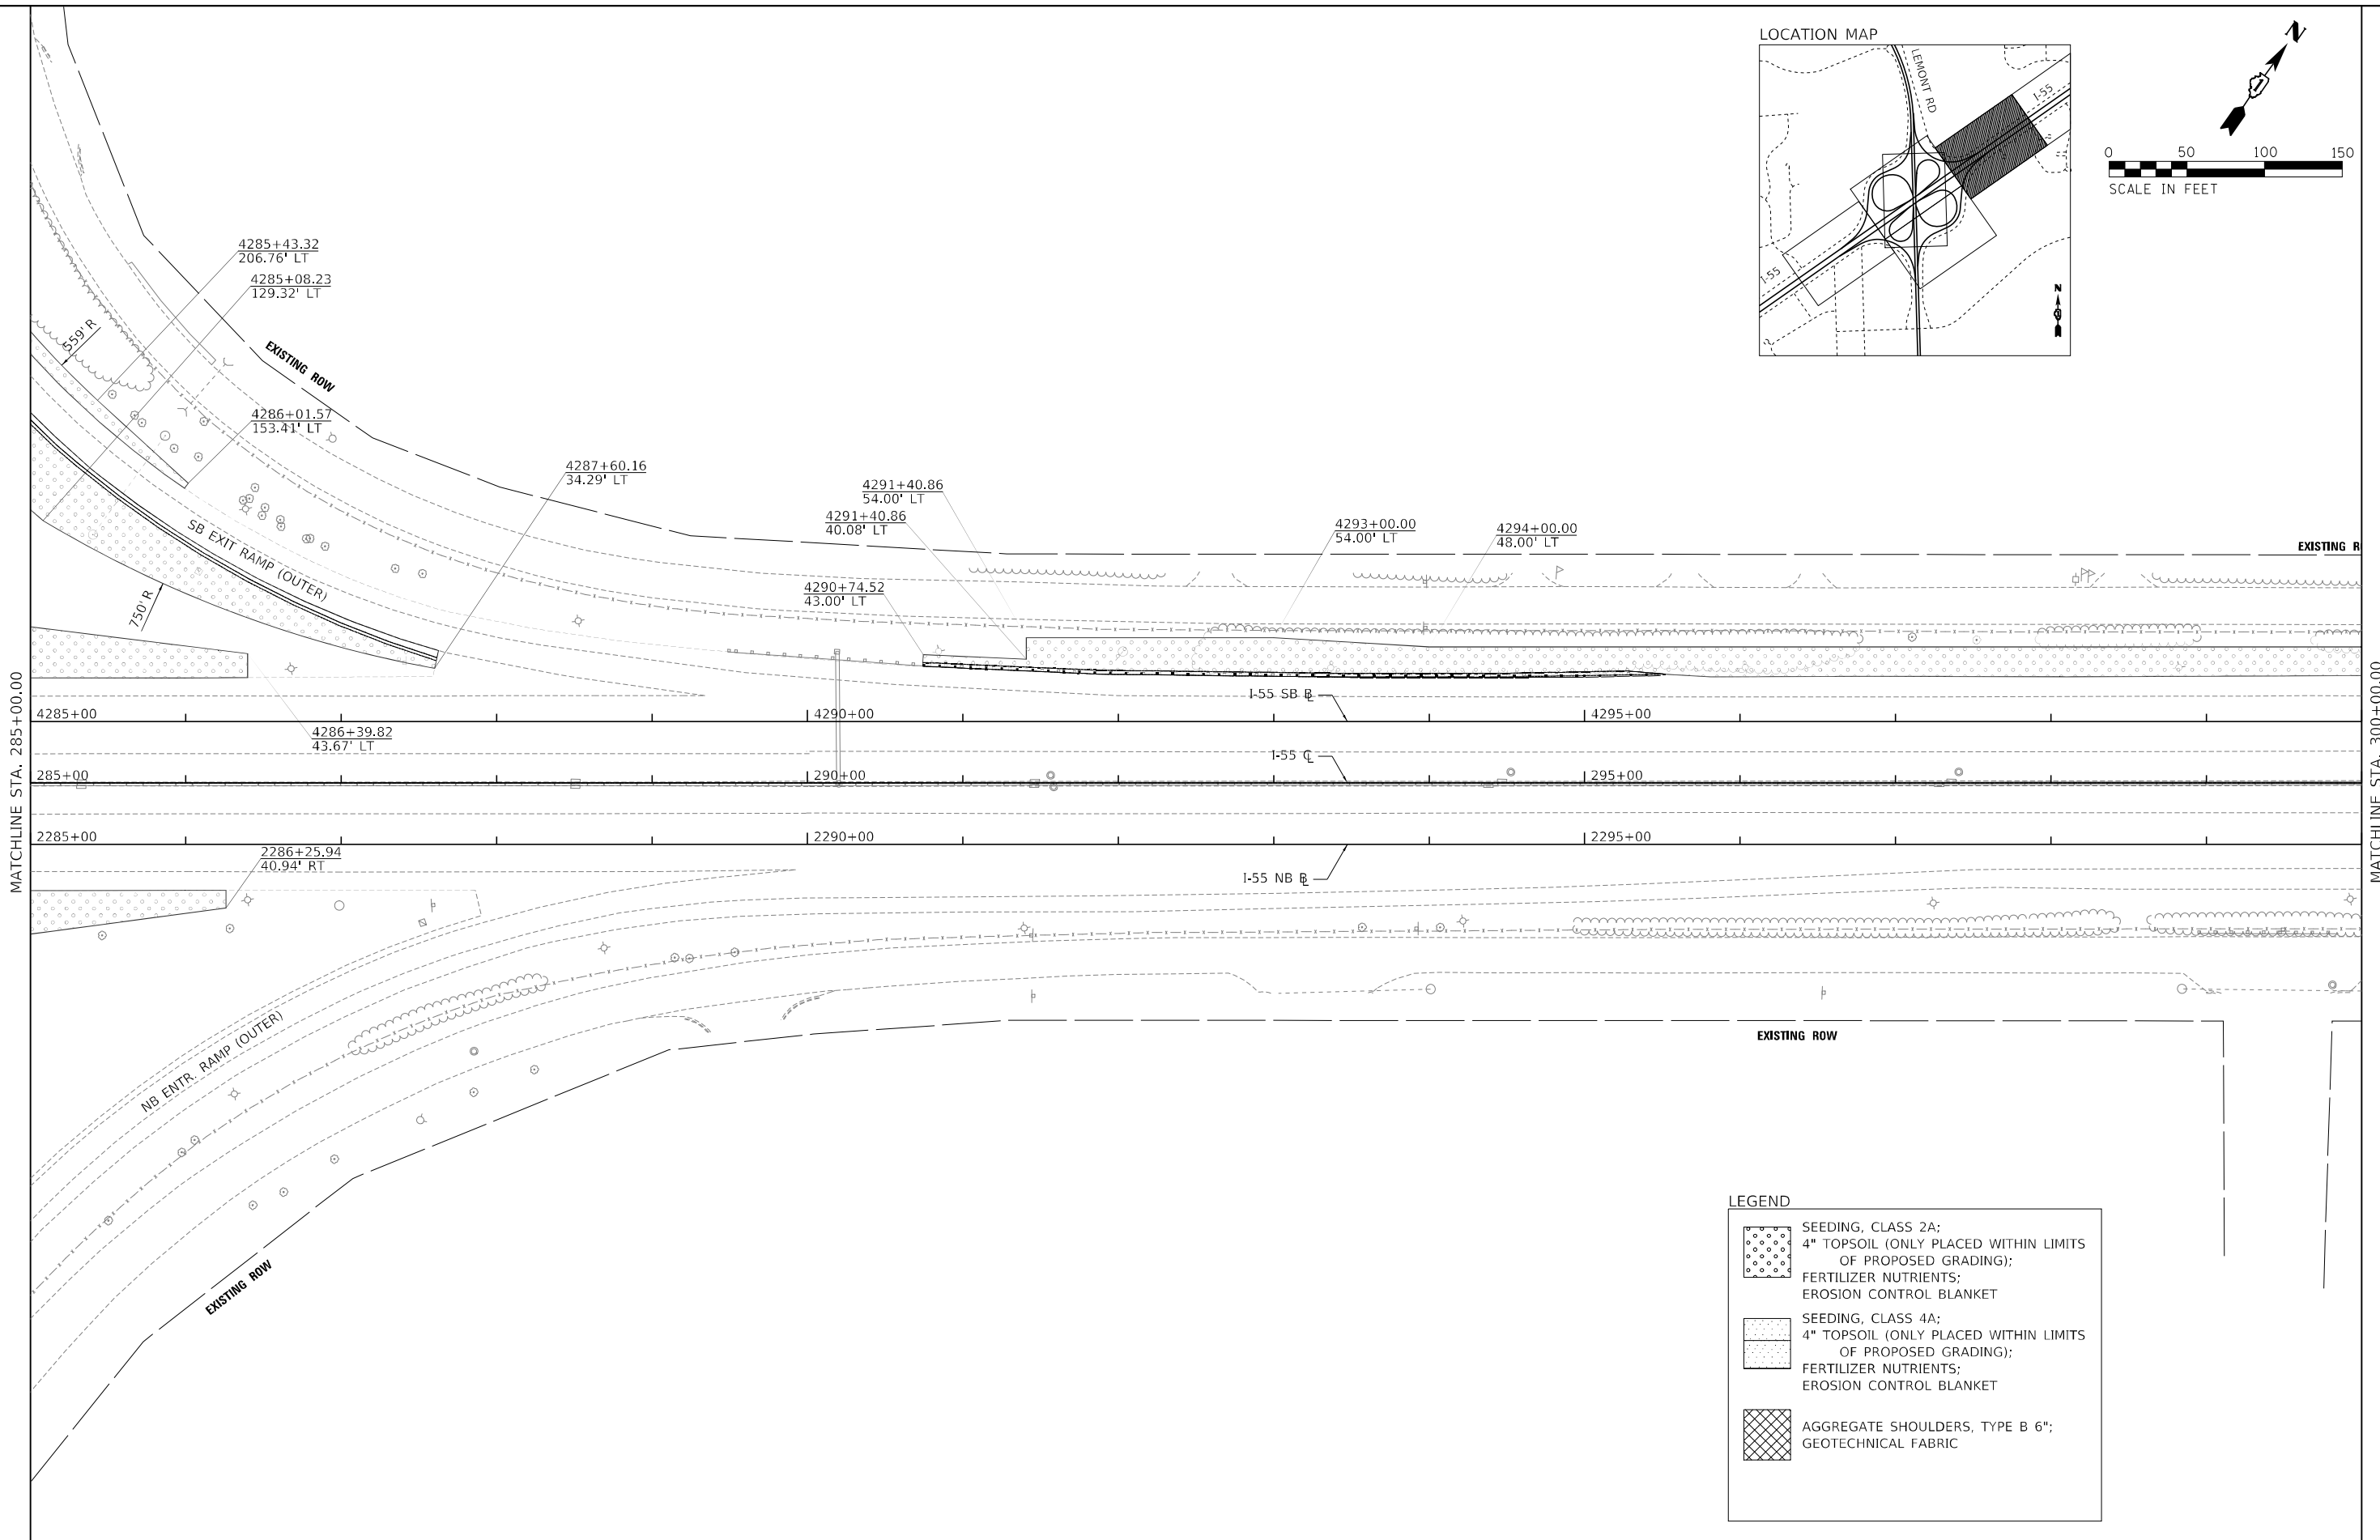 LOCATION MAP
LEMONT RD
I-55
I-55
N
N
0 50 100 150
SCALE IN FEET
4285+43.32
206.76' LT
4285+08.23
129.32' LT
559' R
EXISTING ROW
4286+01.57
153.41' LT
4287+60.16
34.29' LT
4291+40.86
54.00' LT
4291+40.86
40.08' LT
4293+00.00
54.00' LT
4294+00.00
48.00' LT
EXISTING R
SB EXIT RAMP (OUTER)
750' R
4290+74.52
43.00' LT
MATCHLINE STA. 285+000.00
MATCHLINE STA. 300+00.00
I-55 SB BL
4285+00 4290+00 4295+00
4286+39.82
43.67' LT
I-55 CL
285+00 290+00 295+00
2285+00 2290+00 2295+00
2286+25.94
40.94' RT
I-55 NB BL
NB ENTR. RAMP (OUTER)
EXISTING ROW
EXISTING ROW
LEGEND
SEEDING, CLASS 2A;
4" TOPSOIL (ONLY PLACED WITHIN LIMITS
OF PROPOSED GRADING);
FERTILIZER NUTRIENTS;
EROSION CONTROL BLANKET
SEEDING, CLASS 4A;
4" TOPSOIL (ONLY PLACED WITHIN LIMITS
OF PROPOSED GRADING);
FERTILIZER NUTRIENTS;
EROSION CONTROL BLANKET
AGGREGATE SHOULDERS, TYPE B 6";
GEOTECHNICAL FABRIC